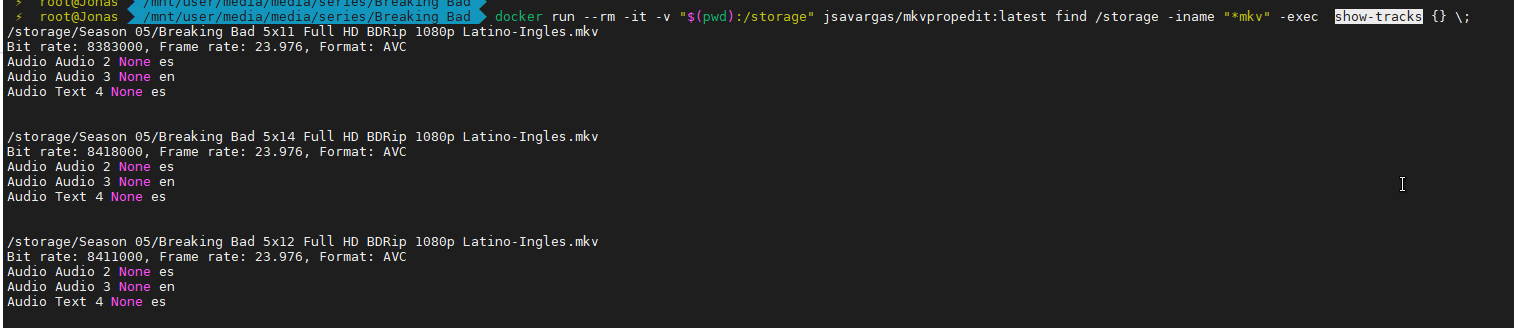 ⚡ root@Jonas /mnt/user/media/media/series/Breaking Bad
⚡ root@Jonas /mnt/user/media/media/series/Breaking Bad docker run --rm -it -v "$(pwd):/storage" jsavargas/mkvpropedit:latest find /storage -iname "*mkv" -exec  show-tracks {} \;
/storage/Season 05/Breaking Bad 5x11 Full HD BDRip 1080p Latino-Ingles.mkv
Bit rate: 8383000, Frame rate: 23.976, Format: AVC
Audio Audio 2 None es
Audio Audio 3 None en
Audio Text 4 None es
/storage/Season 05/Breaking Bad 5x14 Full HD BDRip 1080p Latino-Ingles.mkv
Bit rate: 8418000, Frame rate: 23.976, Format: AVC
Audio Audio 2 None es
Audio Audio 3 None en
Audio Text 4 None es
/storage/Season 05/Breaking Bad 5x12 Full HD BDRip 1080p Latino-Ingles.mkv
Bit rate: 8411000, Frame rate: 23.976, Format: AVC
Audio Audio 2 None es
Audio Audio 3 None en
Audio Text 4 None es